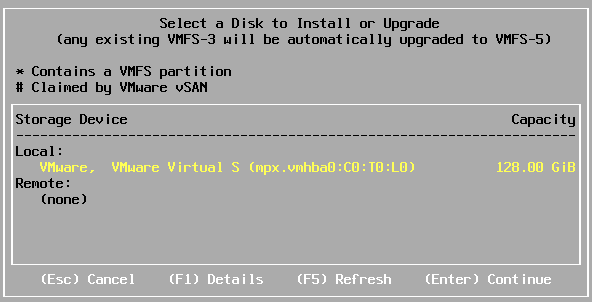 Select a Disk to Install or Upgrade
(any existing VMFS-3 will be automatically upgraded to VMFS-5)
* Contains a VMFS partition
# Claimed by VMware vSAN
Storage Device Capacity
Local:
VMware, VMware Virtual S (mpx.vmhba0:C0:T0:L0) 128.00 GiB
Remote:
(none)
(Esc) Cancel (F1) Details (F5) Refresh (Enter) Continue